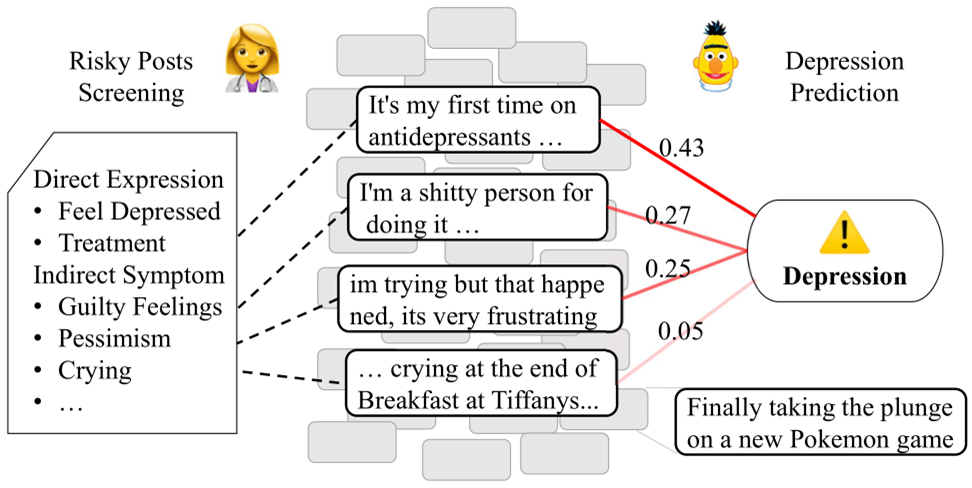 Risky Posts
Screening
Depression
Prediction
Direct Expression
• Feel Depressed
• Treatment
Indirect Symptom
• Guilty Feelings
• Pessimism
• Crying
• …
It's my first time on
antidepressants …
I'm a shitty person for
doing it …
im trying but that happe
ned, its very frustrating
… crying at the end of
Breakfast at Tiffanys...
0.43
0.27
0.25
0.05
Depression
Finally taking the plunge
on a new Pokemon game